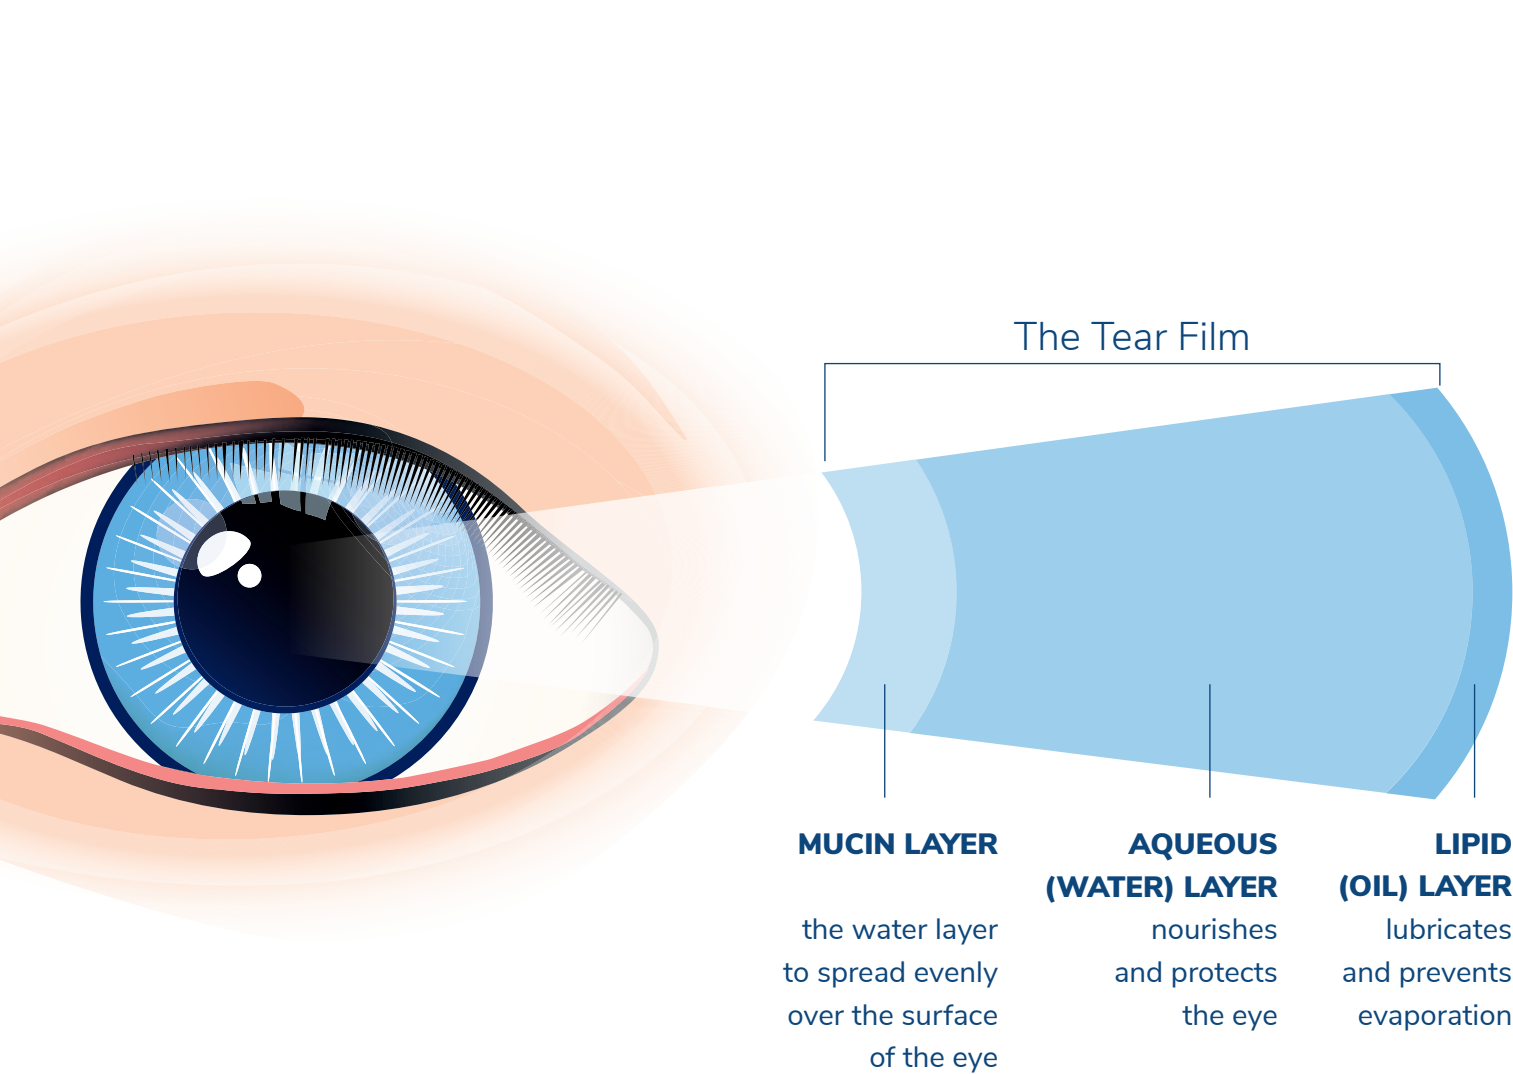 The Tear Film
MUCIN LAYER
the water layer
to spread evenly
over the surface
of the eye
AQUEOUS
(WATER) LAYER
nourishes
and protects
the eye
LIPID
(OIL) LAYER
lubricates
and prevents
evaporation